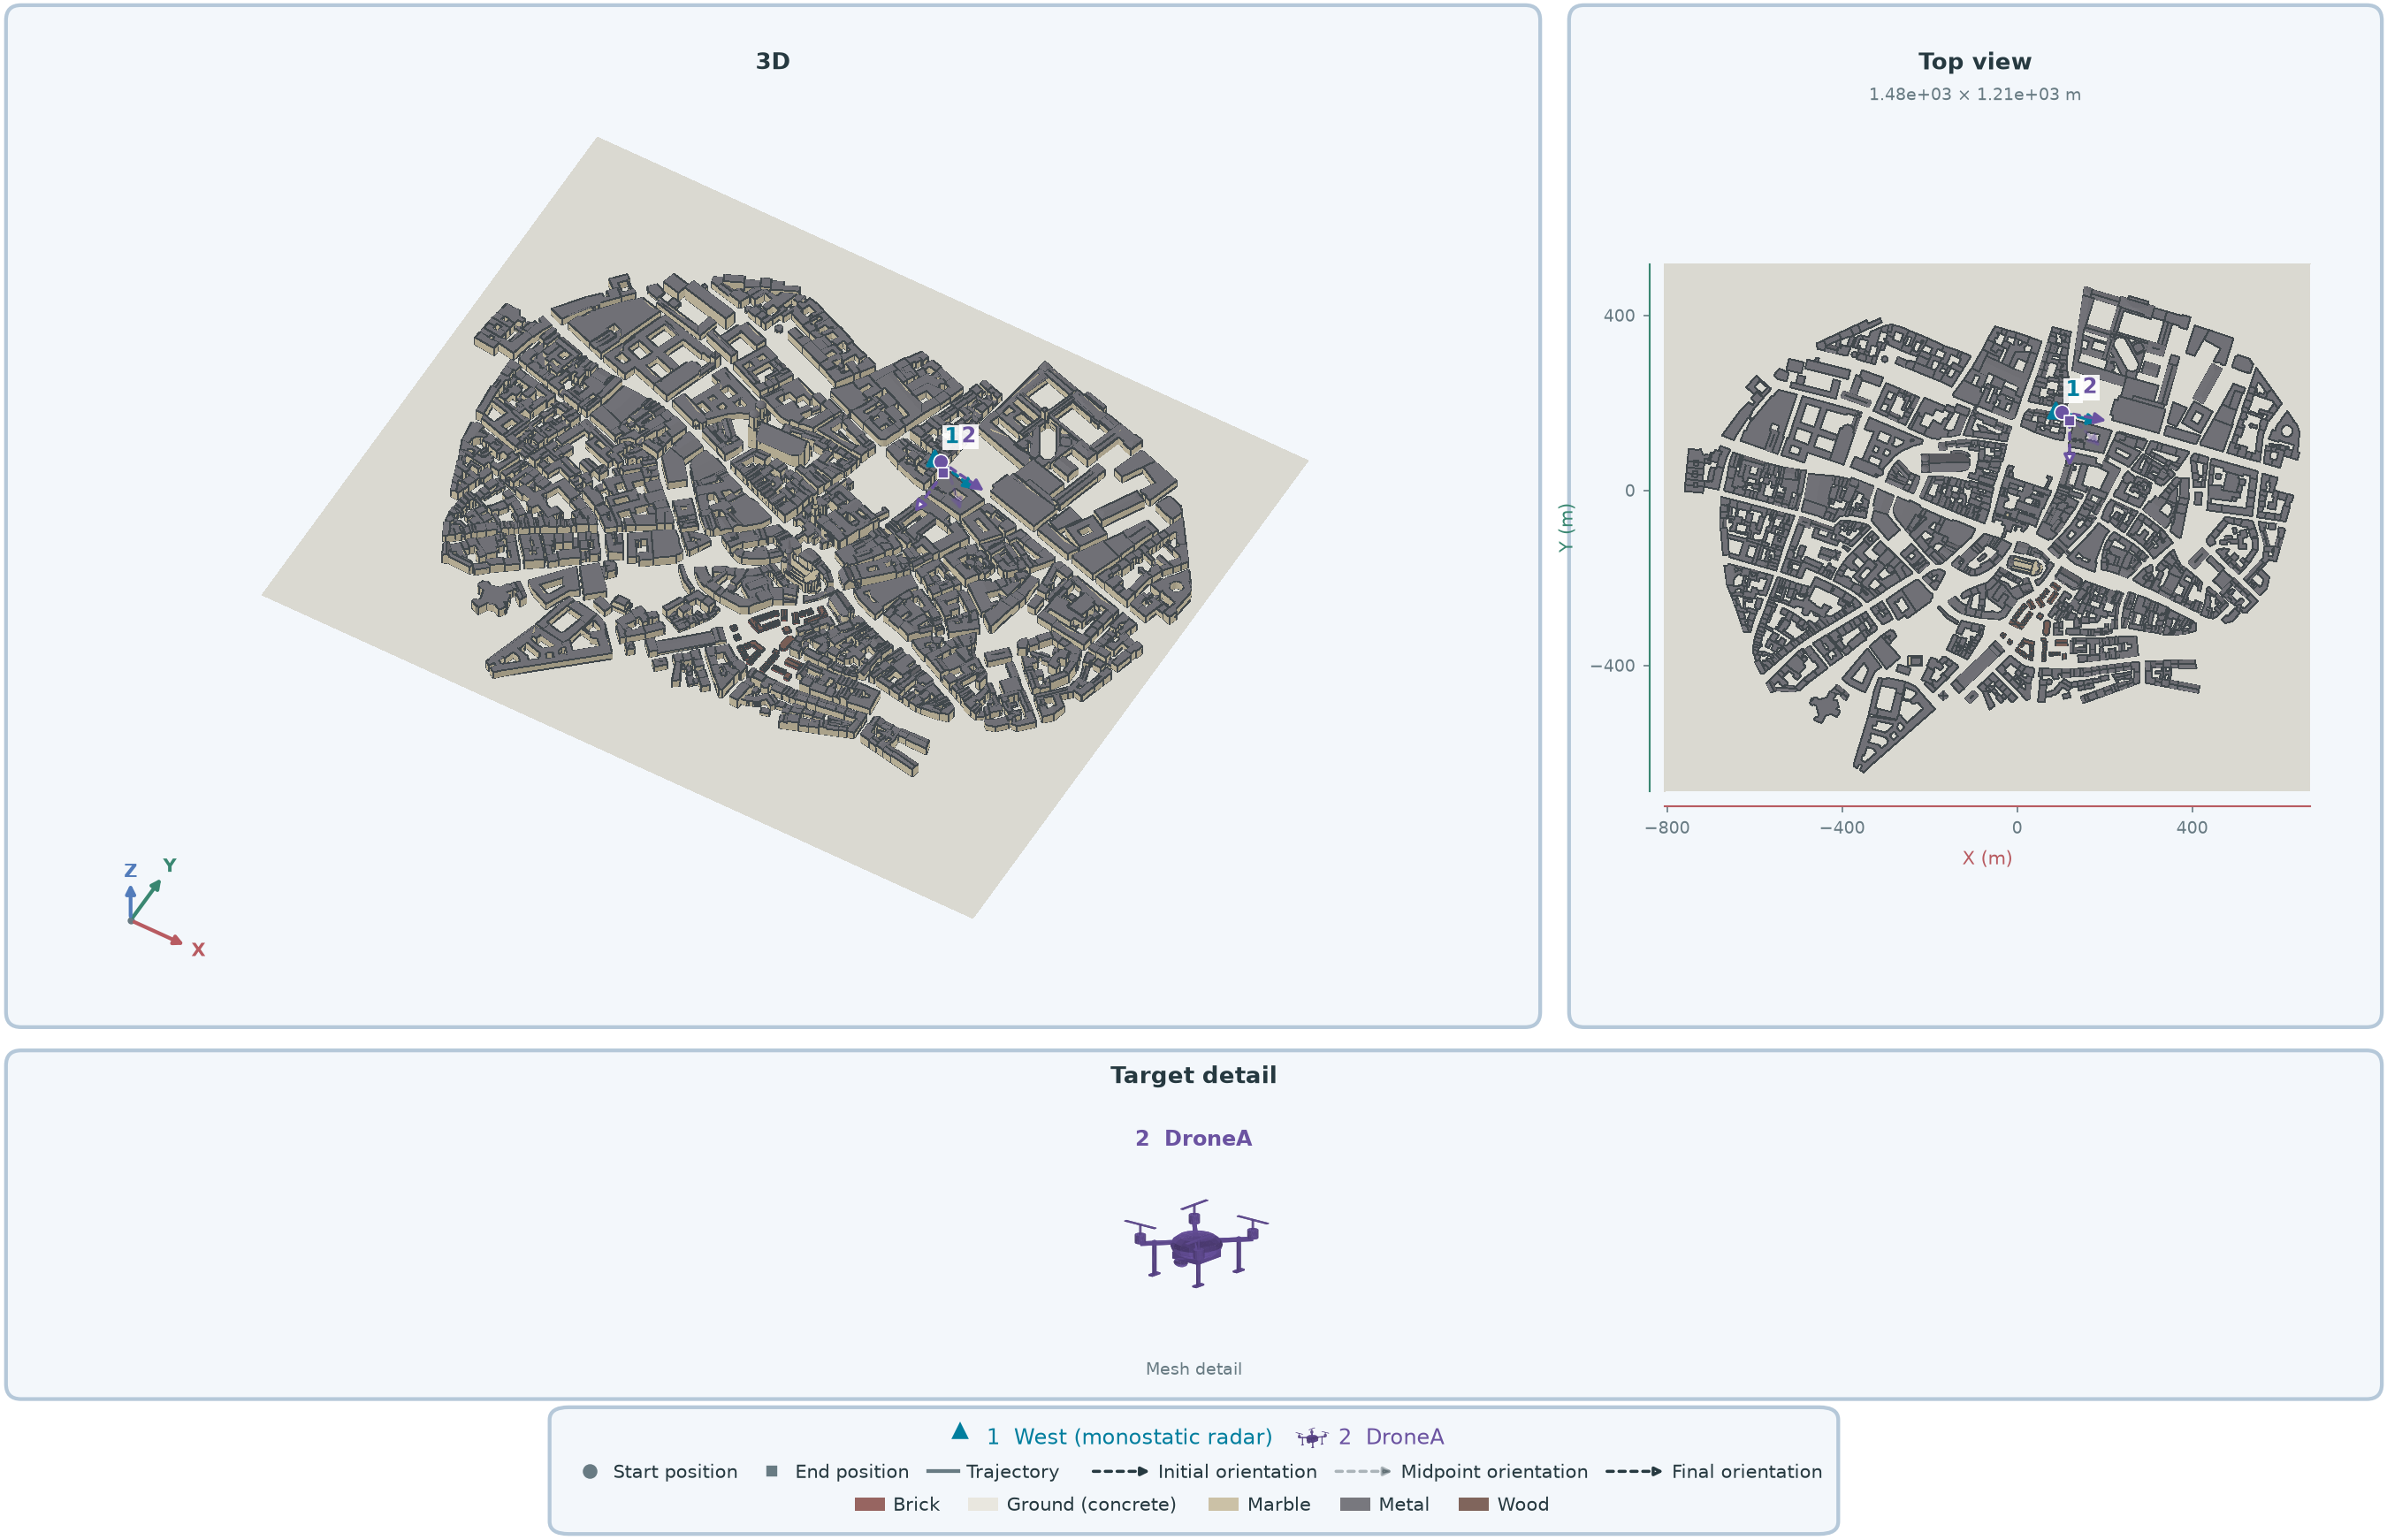 3D
Top view
1.48e+03 × 1.21e+03 m
1 2
1 2
400
0
−400
Y (m)
−800
−400
0
400
X (m)
Z
Y
X
Target detail
2 DroneA
Mesh detail
1 West (monostatic radar)
2 DroneA
Start position
End position
Trajectory
Initial orientation
Midpoint orientation
Final orientation
Brick
Ground (concrete)
Marble
Metal
Wood